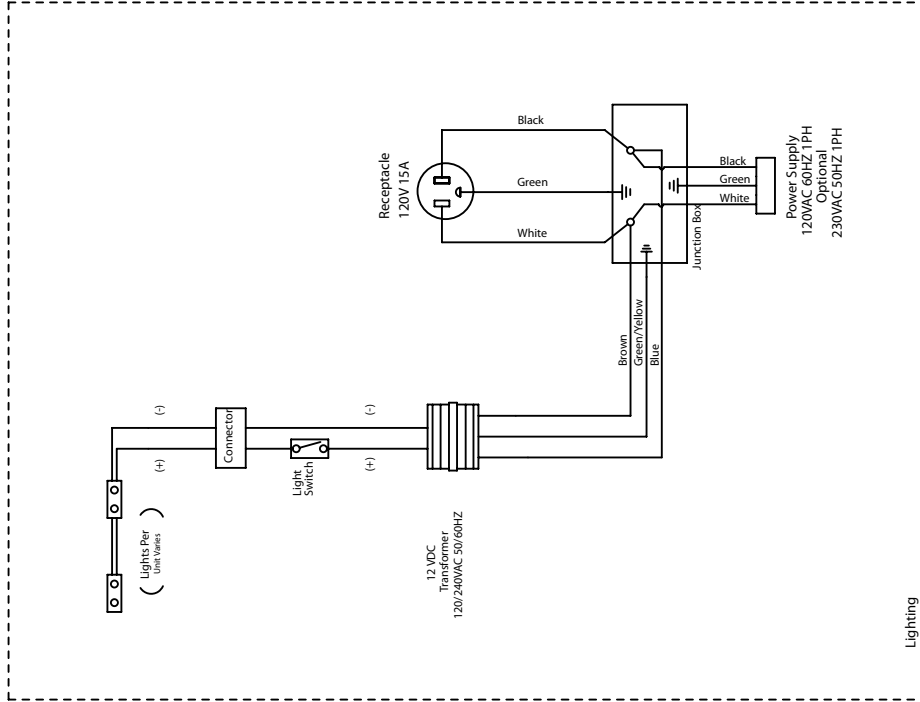 Black
Receptacle
120V 15A
Green
White
Black
Green
White
Power Supply
120VAC 60HZ 1PH
Optional
230VAC 50HZ 1PH
Junction Box
Brown
Green/Yellow
Blue
(-)
(-)
Connector
(+)
(+)
Light
Switch
Lights Per
Unit Varies
12 VDC
Transformer
120/240VAC 50/60HZ
Lighting